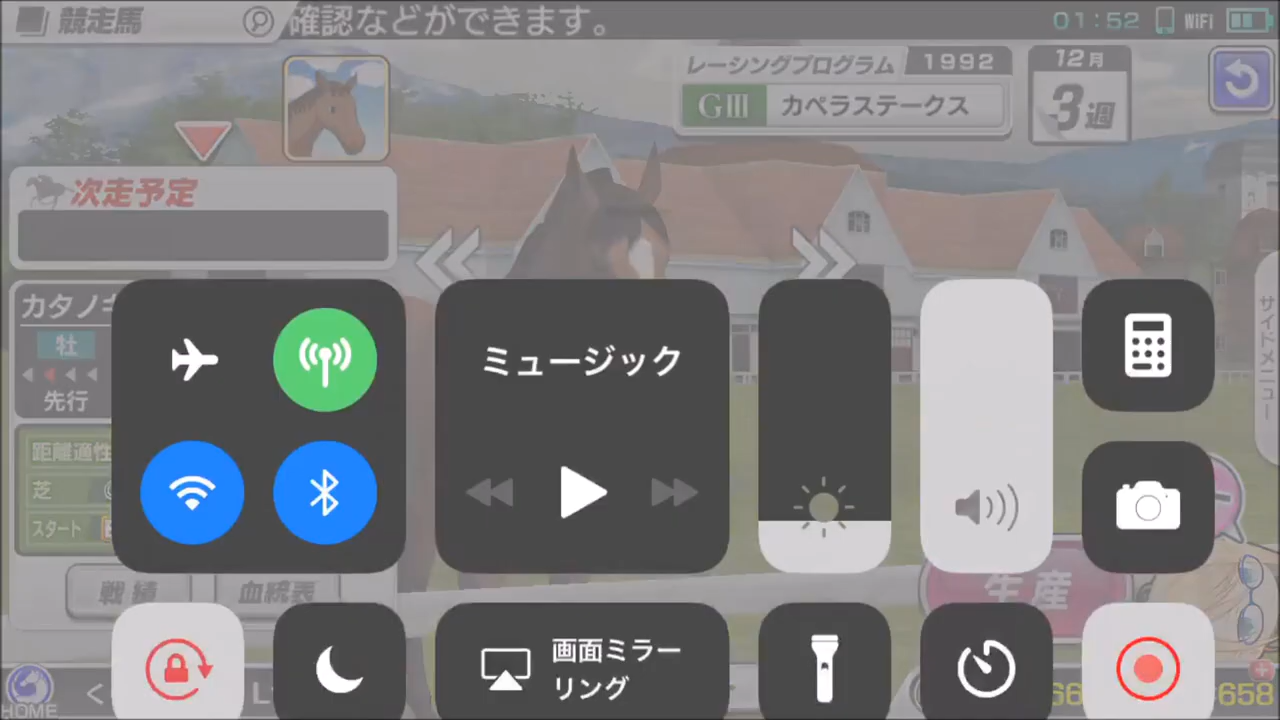 競走馬
確認などができます。
01:52
WiFi
レーシングプログラム
1992
GIII
カペラステークス
12月
3週
次走予定
カタノ
牡
先行
距離適性
芝
スタート
戦績
血統表
ミュージック
サイドメニュー
生産
画面ミラー
リング
HOME
658